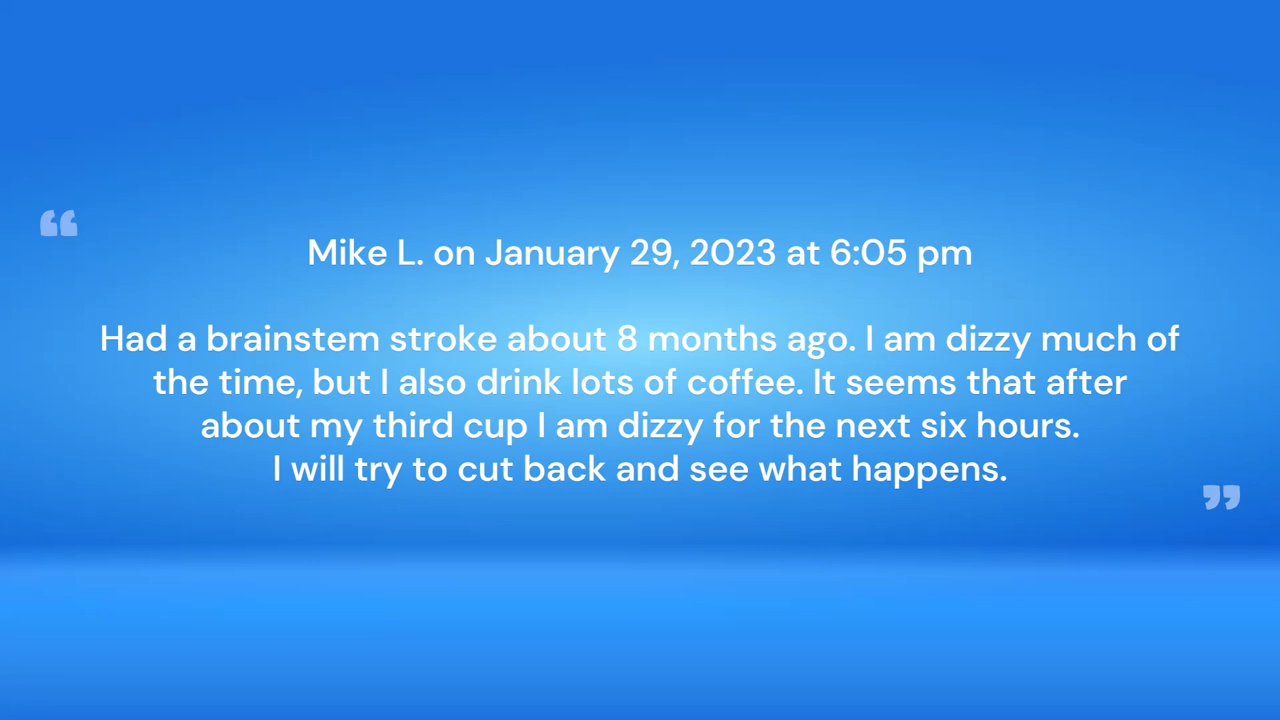 “
Mike L. on January 29, 2023 at 6:05 pm
Had a brainstem stroke about 8 months ago. I am dizzy much of
the time, but I also drink lots of coffee. It seems that after
about my third cup I am dizzy for the next six hours.
I will try to cut back and see what happens.
”